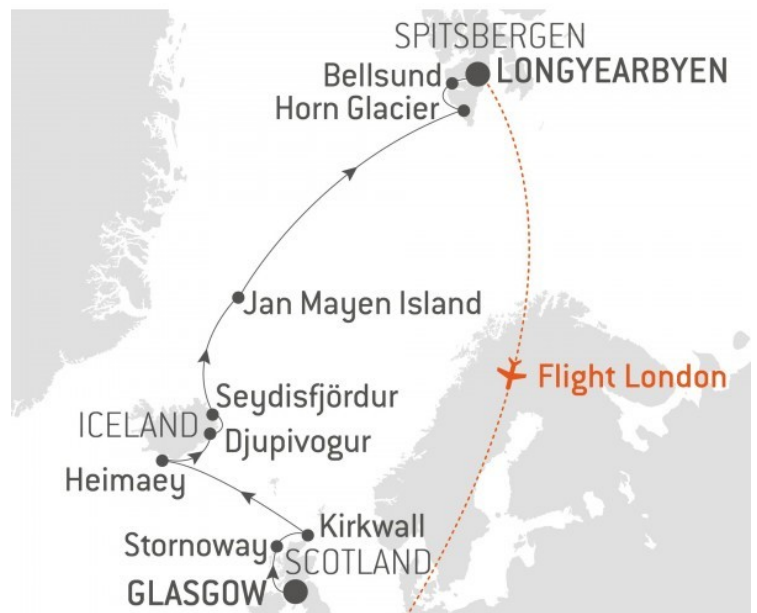 SPITSBERGEN
Bellsund
LONGYEARBYEN
Horn Glacier
Jan Mayen Island
Flight London
Seydisfjördur
ICELAND
Djupivogur
Heimaey
Kirkwall
Stornoway
SCOTLAND
GLASGOW